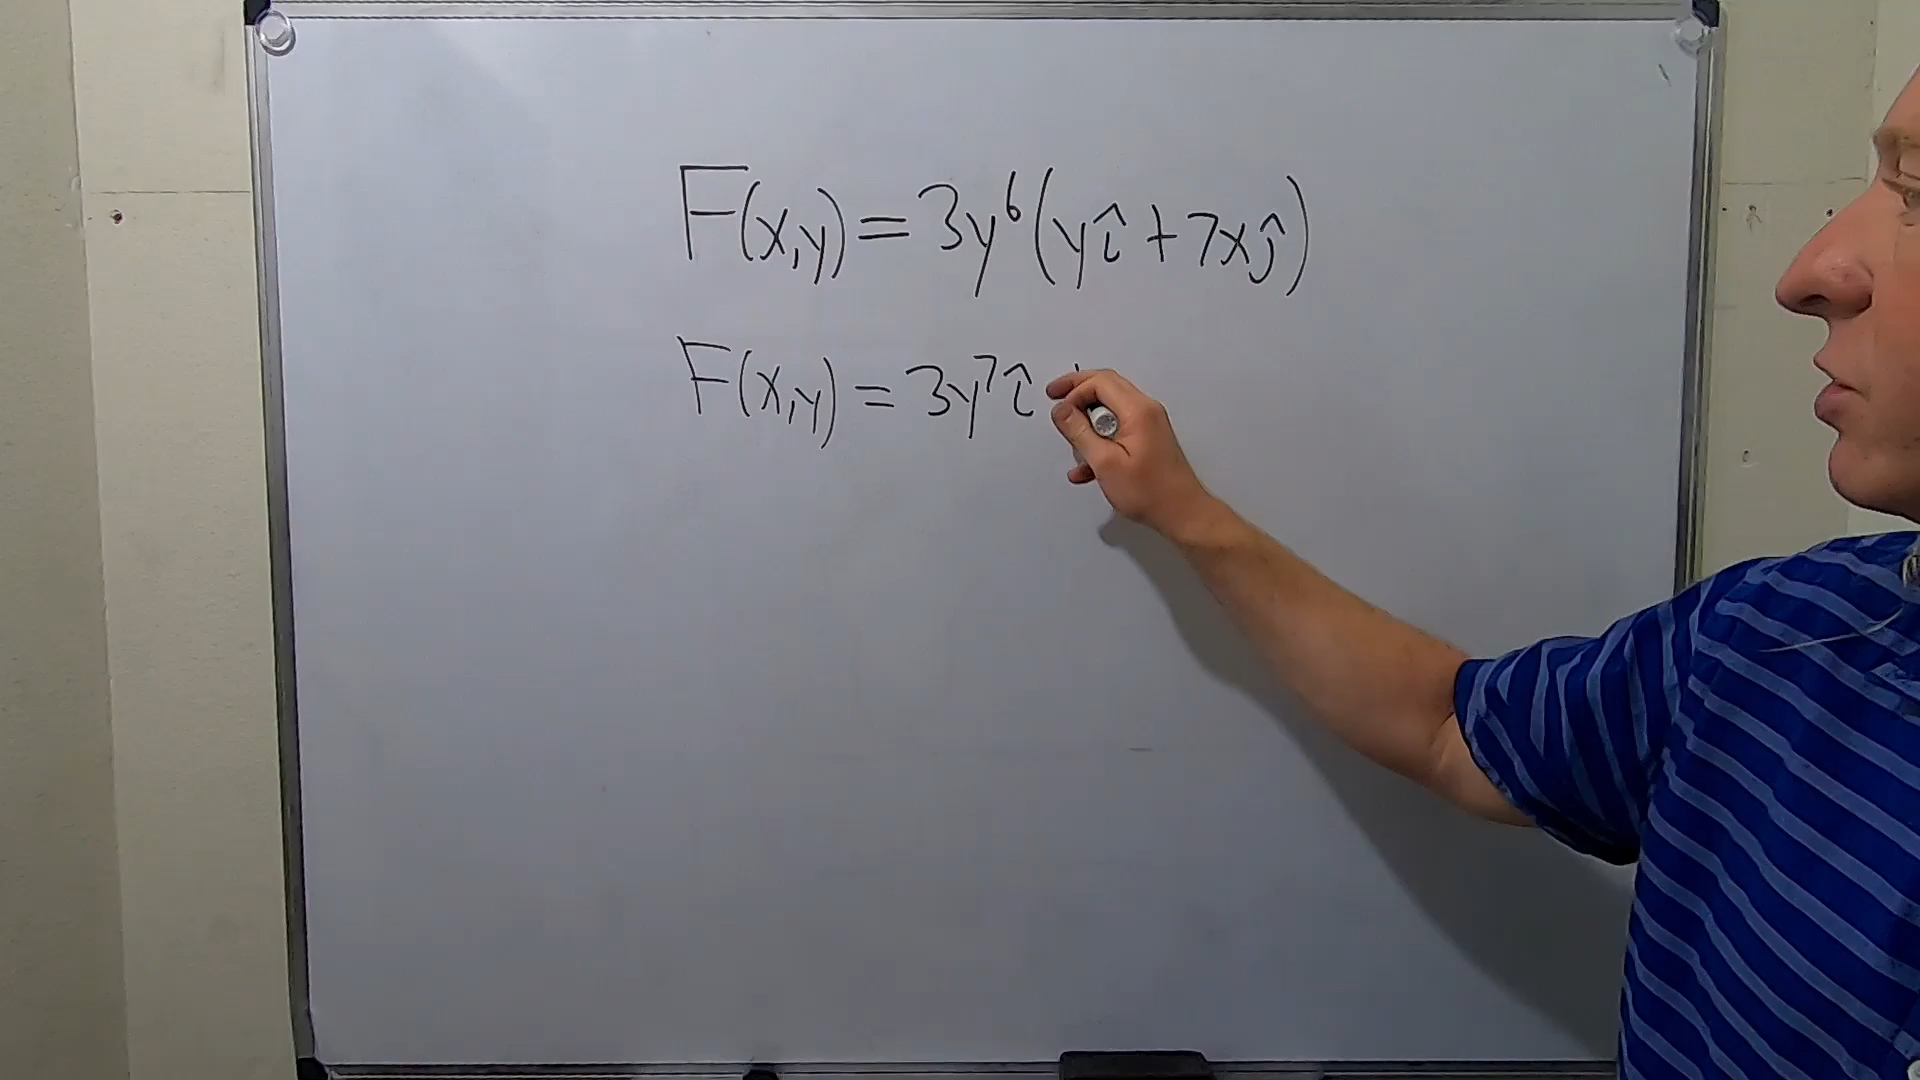 F(x,y) = 3y⁶(yî + 7xĵ)
F(x,y) = 3y⁷î +